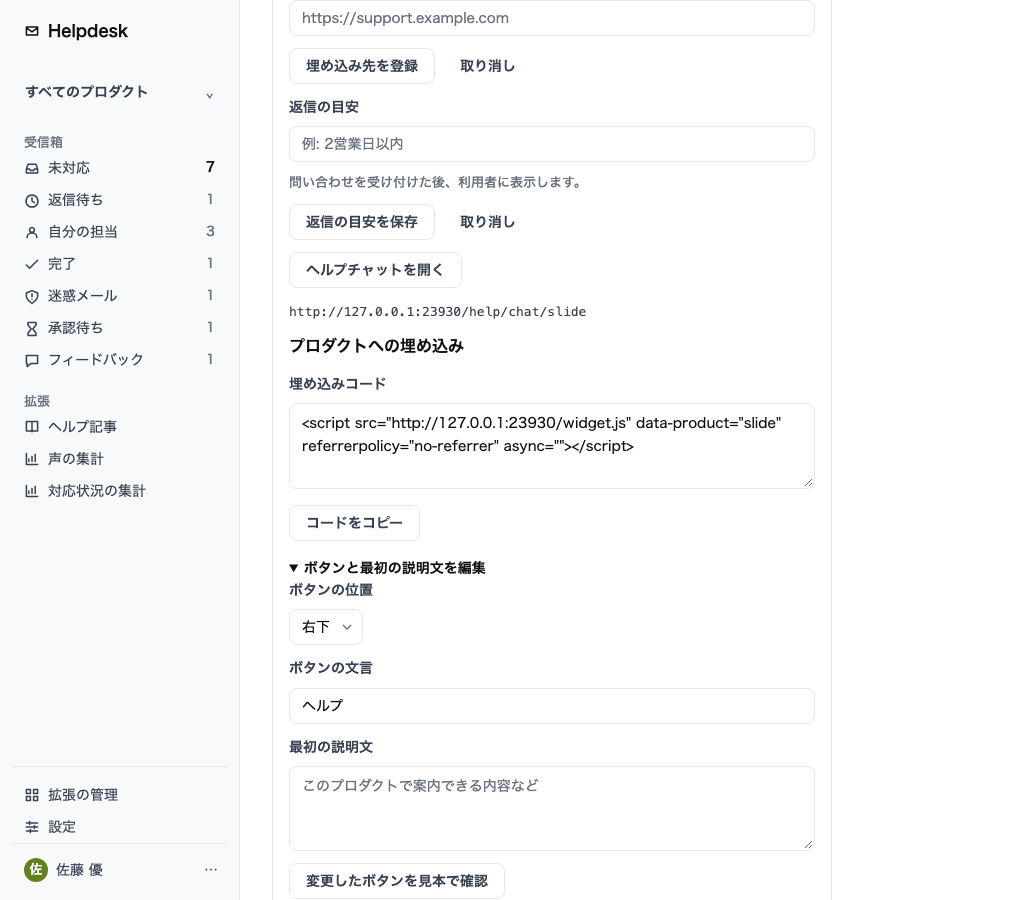 Helpdesk
すべてのプロダクト
受信箱
未対応 7
返信待ち 1
自分の担当 3
完了 1
迷惑メール 1
承認待ち 1
フィードバック 1
拡張
ヘルプ記事
声の集計
対応状況の集計
拡張の管理
設定
佐 佐藤 優 …
https://support.example.com
埋め込み先を登録 取り消し
返信の目安
例: 2営業日以内
問い合わせを受け付けた後、利用者に表示します。
返信の目安を保存 取り消し
ヘルプチャットを開く
http://127.0.0.1:23930/help/chat/slide
プロダクトへの埋め込み
埋め込みコード
<script src="http://127.0.0.1:23930/widget.js" data-product="slide"
referrerpolicy="no-referrer" async=""></script>
コードをコピー
▼ ボタンと最初の説明文を編集
ボタンの位置
右下
ボタンの文言
ヘルプ
最初の説明文
このプロダクトで案内できる内容など
変更したボタンを見本で確認